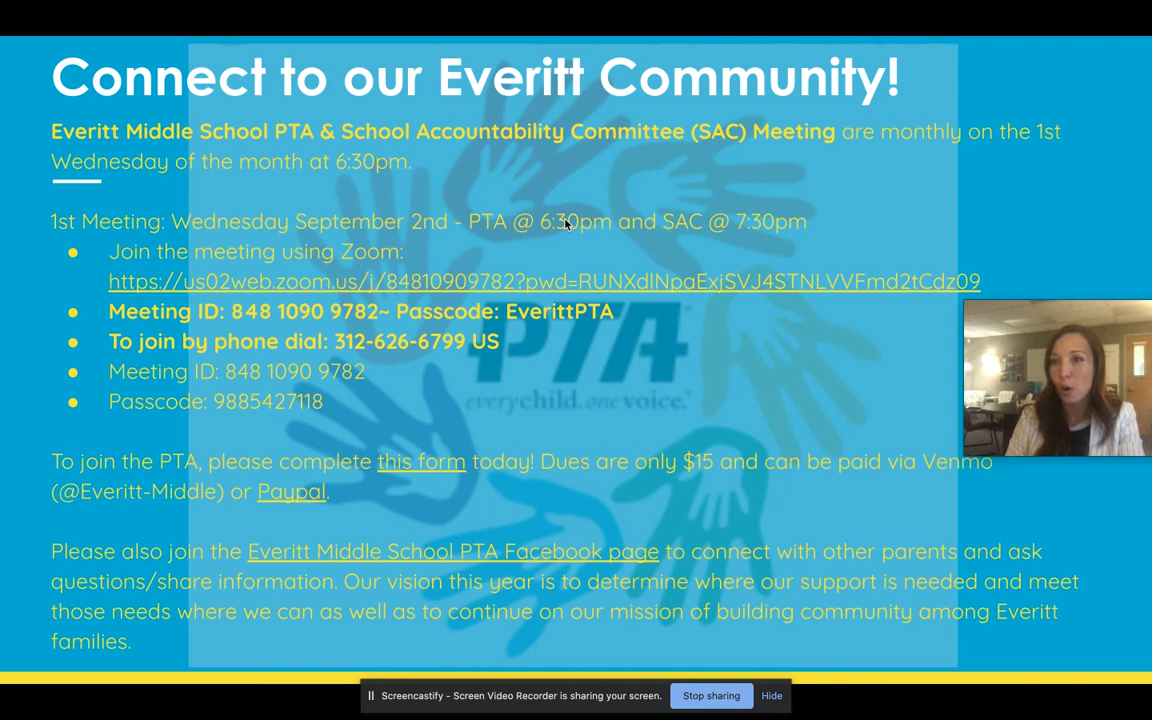 Connect to our Everitt Community!
Everitt Middle School PTA & School Accountability Committee (SAC) Meeting are monthly on the 1st
Wednesday of the month at 6:30pm.
1st Meeting: Wednesday September 2nd - PTA @ 6:30pm and SAC @ 7:30pm
● Join the meeting using Zoom:
https://us02web.zoom.us/j/84810909782?pwd=RUNXdlNpaExjSVJ4STNLVVFmd2tCdz09
● Meeting ID: 848 1090 9782~ Passcode: EverittPTA
● To join by phone dial: 312-626-6799 US
● Meeting ID: 848 1090 9782
● Passcode: 9885427118
PTA
everychild.one voice.
To join the PTA, please complete this form today! Dues are only $15 and can be paid via Venmo
(@Everitt-Middle) or Paypal.
Please also join the Everitt Middle School PTA Facebook page to connect with other parents and ask
questions/share information. Our vision this year is to determine where our support is needed and meet
those needs where we can as well as to continue on our mission of building community among Everitt
families.
Screencastify - Screen Video Recorder is sharing your screen.
Stop sharing
Hide